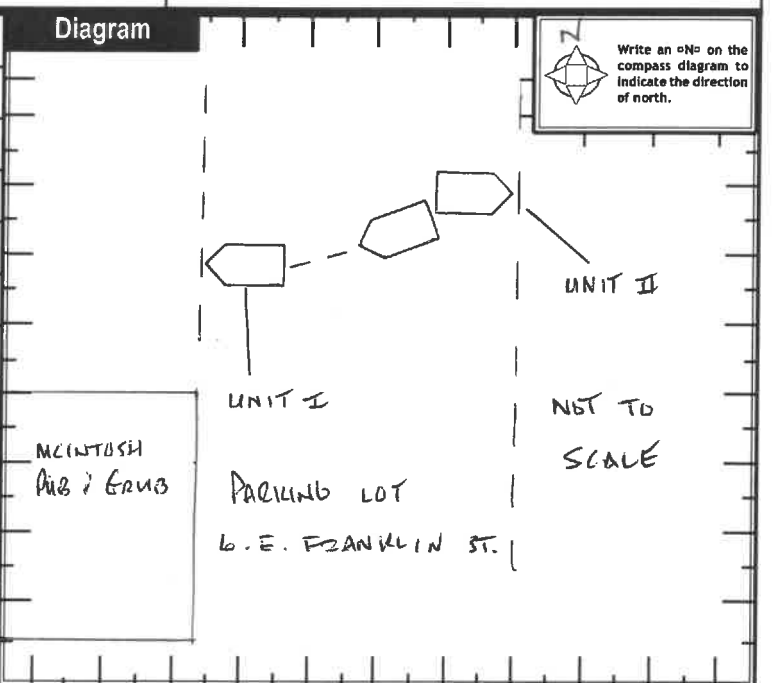 Diagram
N
Write an ▫N▫ on the
compass diagram to
indicate the direction
of north.
UNIT II
UNIT I
NOT TO
SCALE
MCINTOSH
PUB & GRUB
PARKING LOT
6. E. FRANKLIN ST.